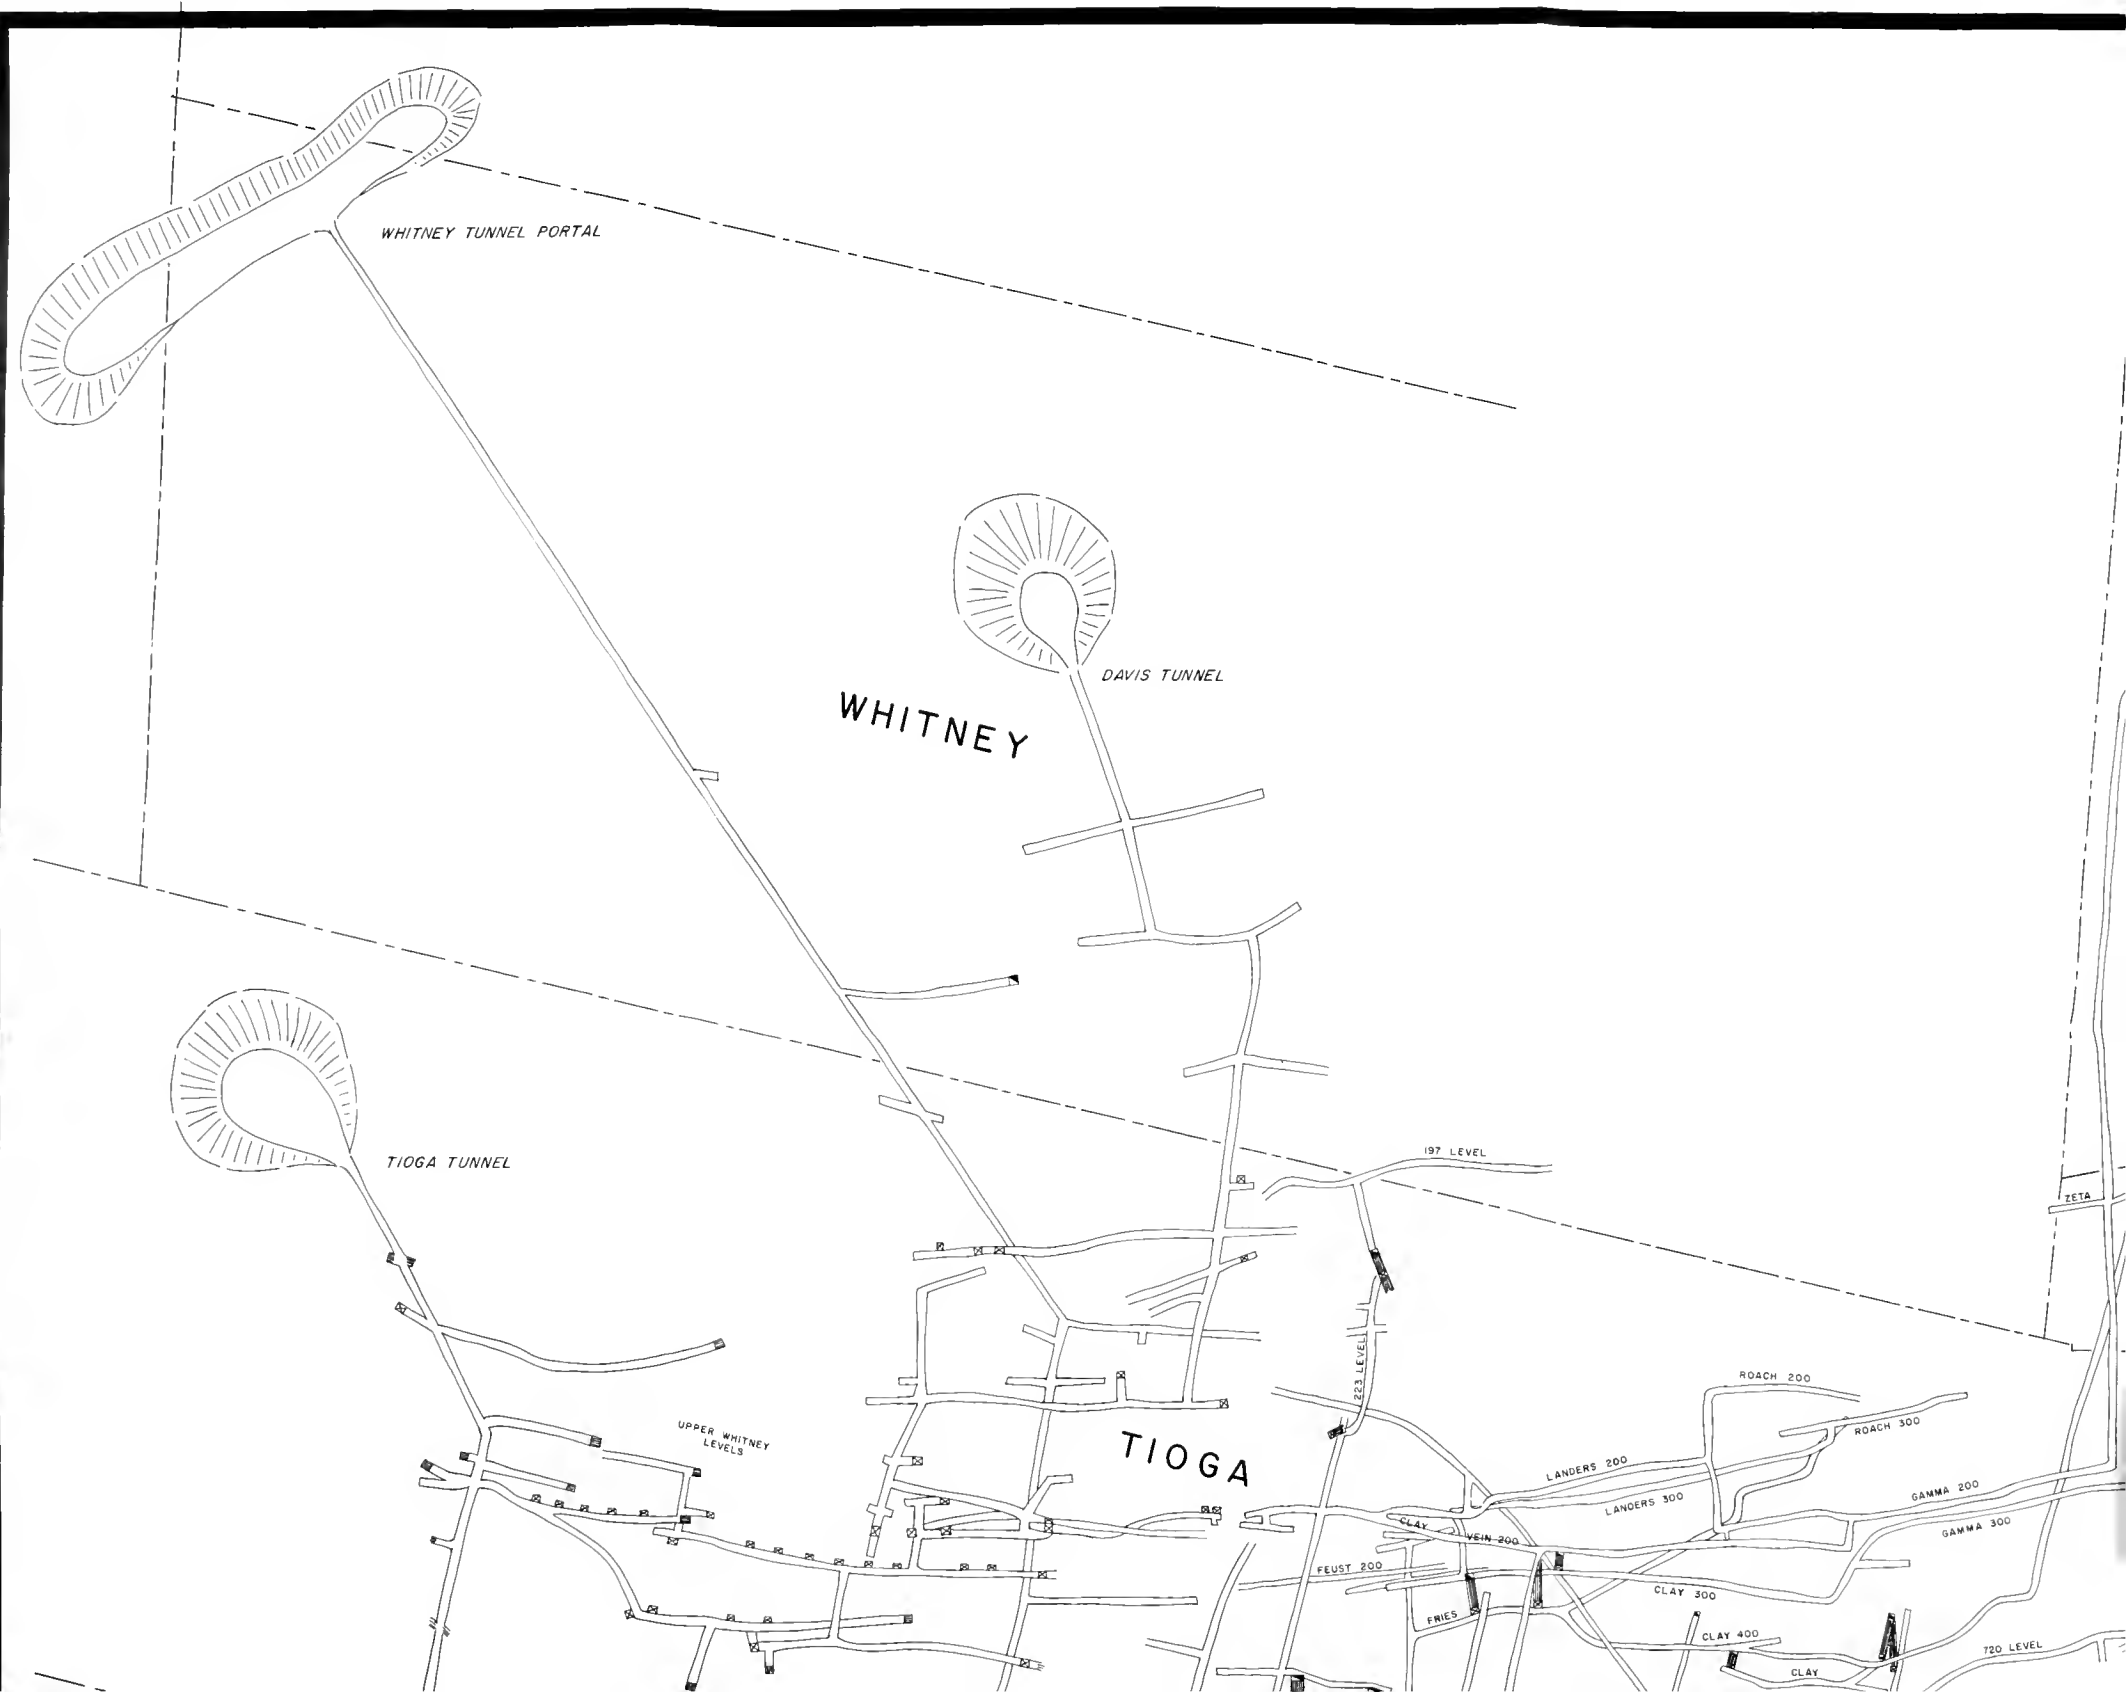 WHITNEY TUNNEL PORTAL
DAVIS TUNNEL
WHITNEY
TIOGA TUNNEL
197 LEVEL
ZETA
223 LEVEL
ROACH 200
ROACH 300
UPPER WHITNEY
LEVELS
TIOGA
LANDERS 200
LANDERS 300
GAMMA 200
GAMMA 300
CLAY VEIN 200
FEUST 200
CLAY 300
FRIES
CLAY 400
720 LEVEL
CLAY